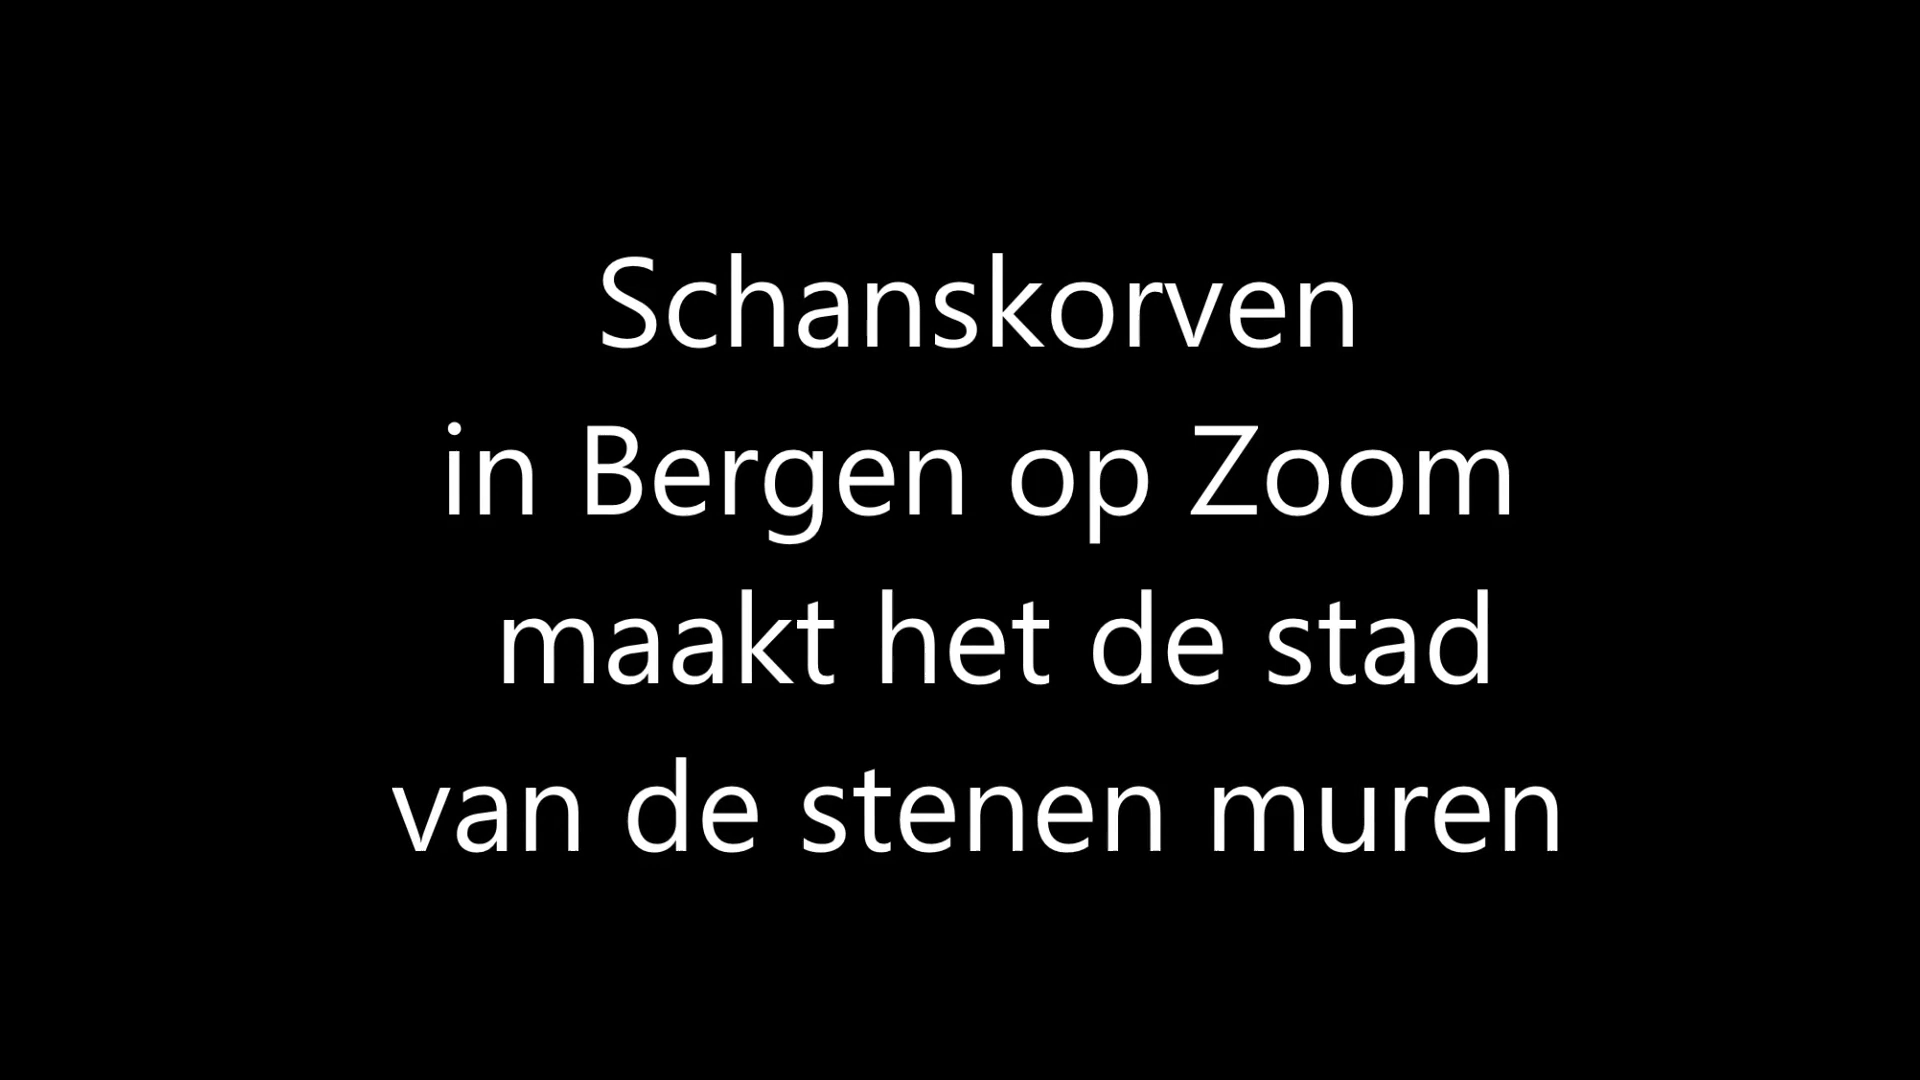 Schanskorven
in Bergen op Zoom
maakt het de stad
van de stenen muren